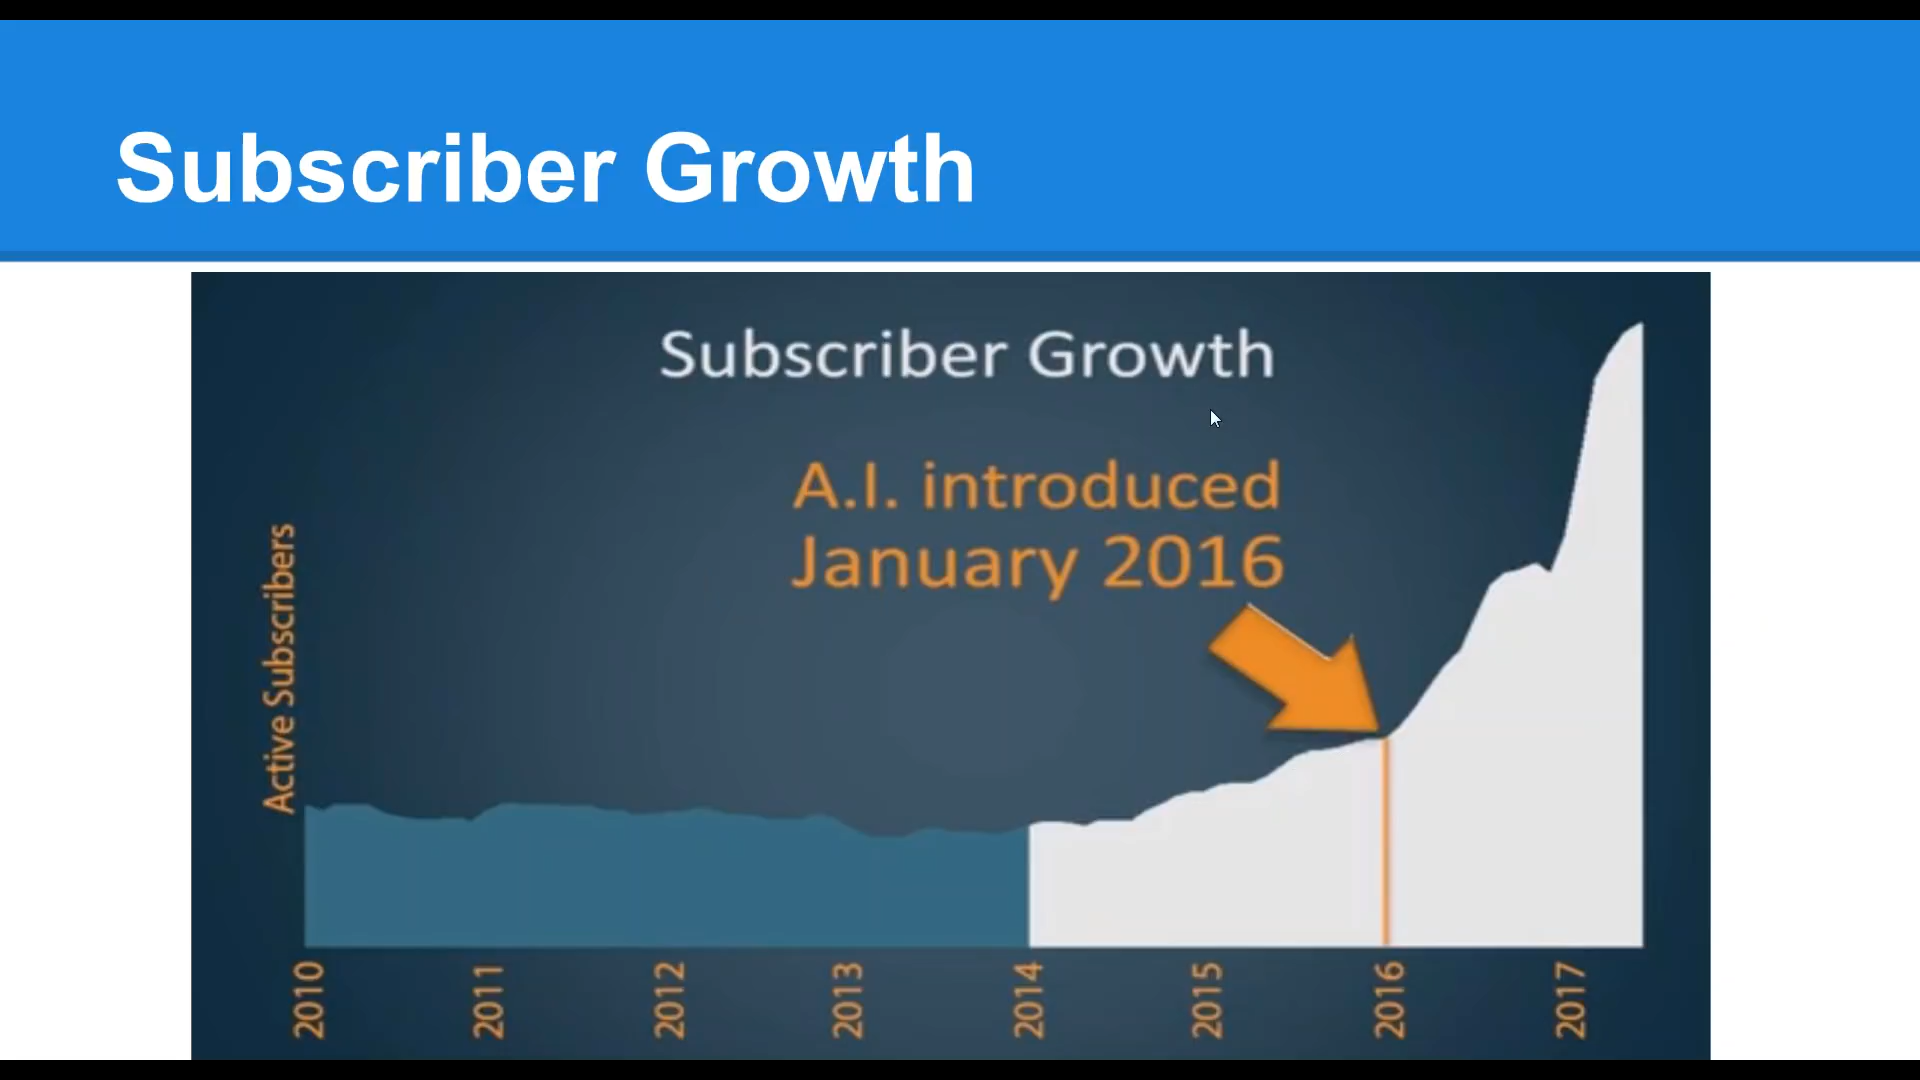 Subscriber Growth
Subscriber Growth
A.I. introduced
January 2016
Active Subscribers
2010
2011
2012
2013
2014
2015
2016
2017